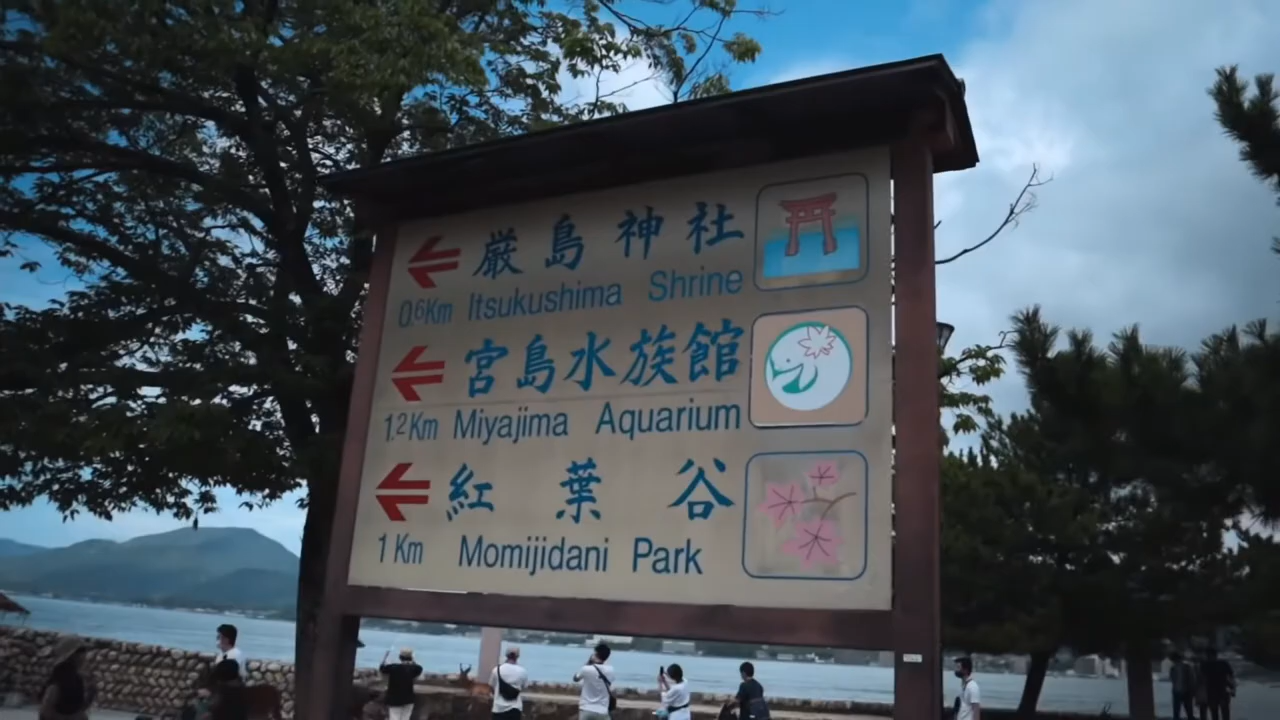 厳島神社
0.6Km Itsukushima Shrine
宮島水族館
1.2Km Miyajima Aquarium
紅葉谷
1Km Momijidani Park